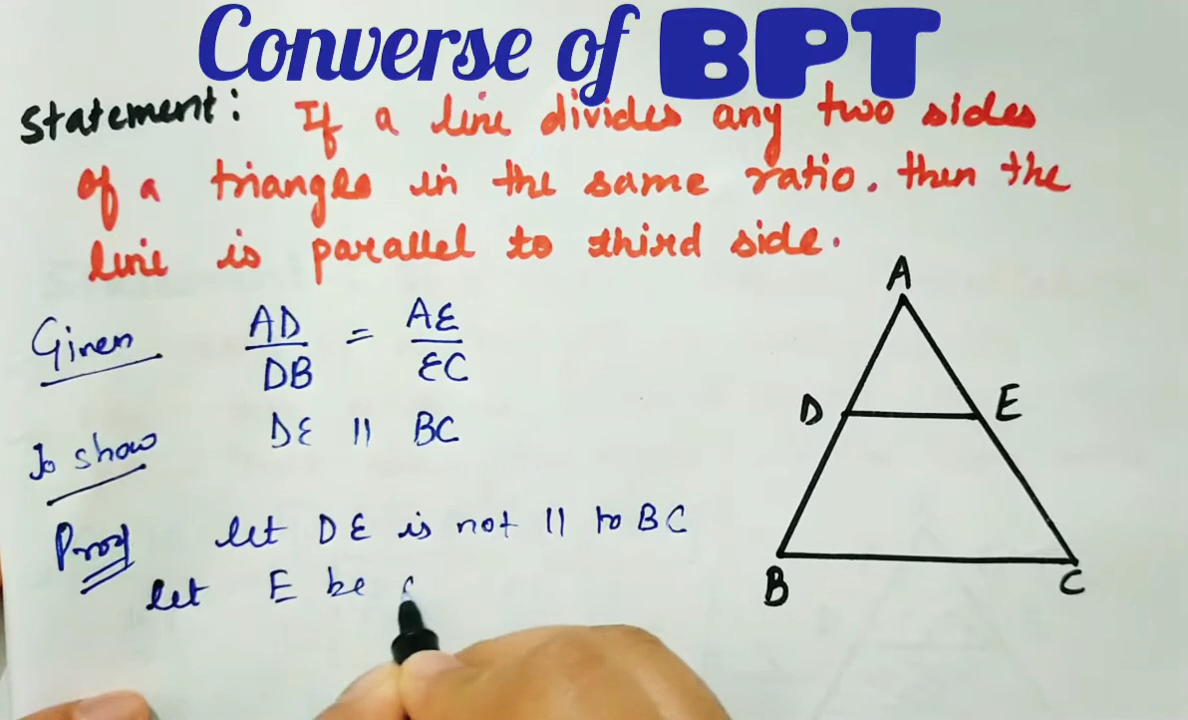 Converse of BPT
Statement: If a line divides any two sides
of a triangles in the same ratio. then the
line is parallel to third side.
Given AD/DB = AE/EC
To show DE || BC
Proof let DE is not || to BC
let E be
A
D E
B C